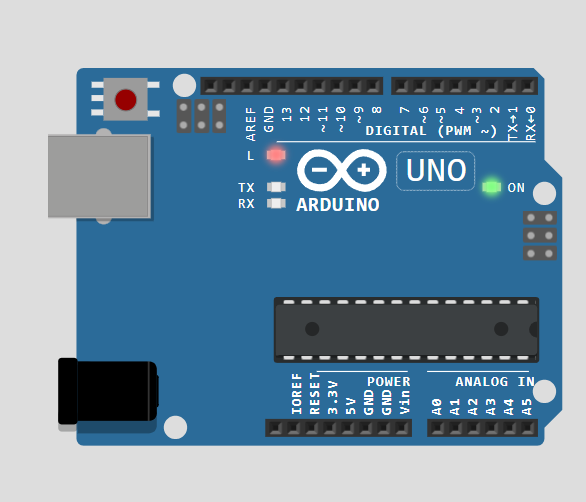 AREF
GND
13
12
~11
~10
~9
8
7
~6
~5
4
~3
2
TX→1
RX←0
DIGITAL (PWM ~)
L
TX
RX
UNO
ON
ARDUINO
POWER
ANALOG IN
IOREF
RESET
3.3V
5V
GND
GND
Vin
A0
A1
A2
A3
A4
A5